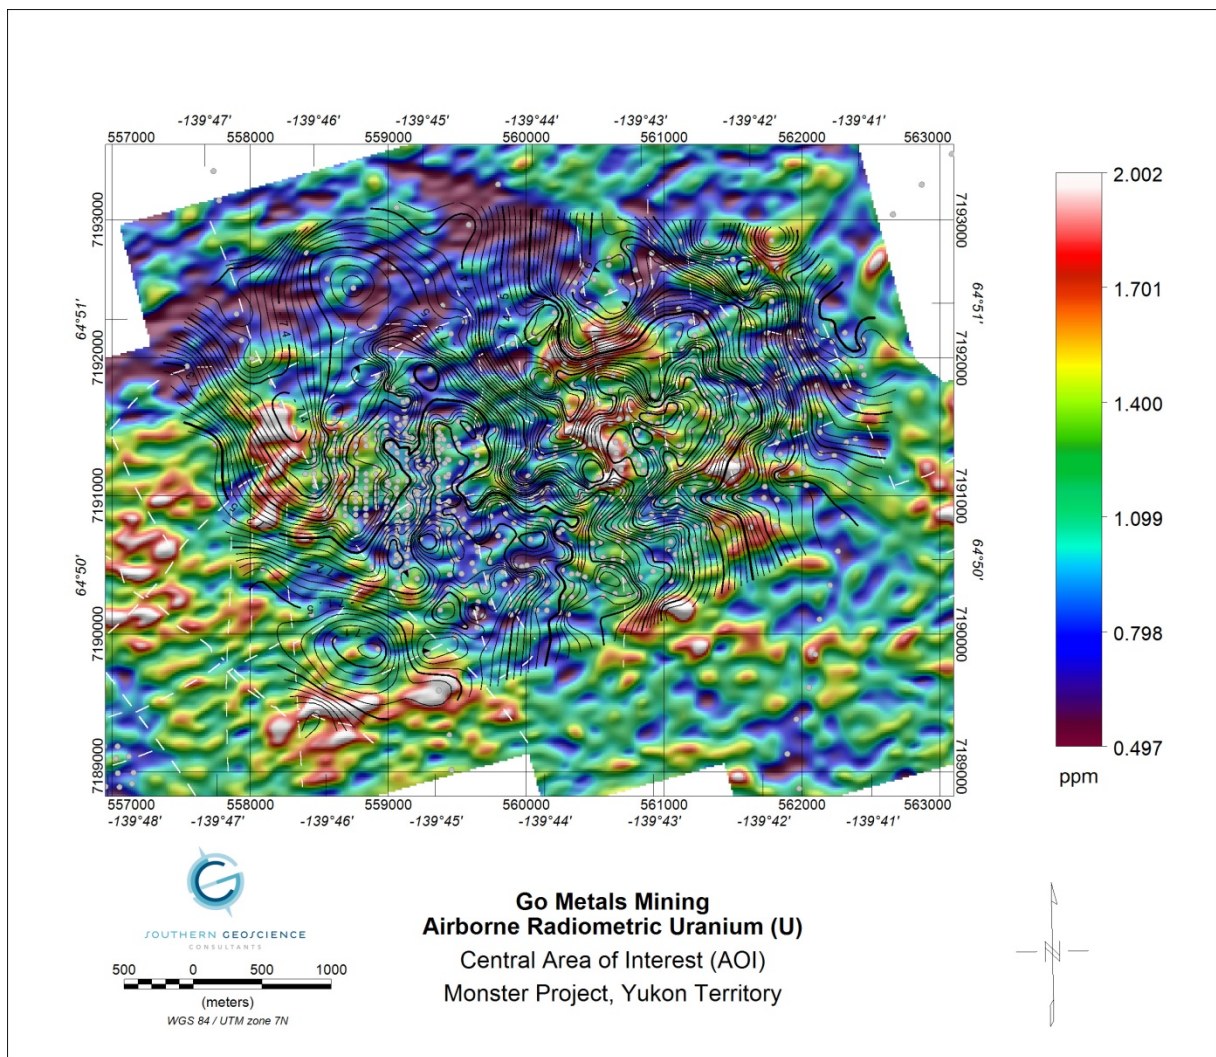 -139°47' -139°46' -139°45' -139°44' -139°43' -139°42' -139°41'
557000 558000 559000 560000 561000 562000 563000
7193000 7193000
64°51' 64°51'
7192000 7192000
7191000 7191000
64°50' 64°50'
7190000 7190000
7189000 7189000
557000 558000 559000 560000 561000 562000 563000
-139°48' -139°47' -139°46' -139°45' -139°44' -139°43' -139°42' -139°41'
2.002
1.701
1.400
1.099
0.798
0.497
ppm
SOUTHERN GEOSCIENCE
CONSULTANTS
500 0 500 1000
(meters)
WGS 84 / UTM zone 7N
Go Metals Mining
Airborne Radiometric Uranium (U)
Central Area of Interest (AOI)
Monster Project, Yukon Territory
N